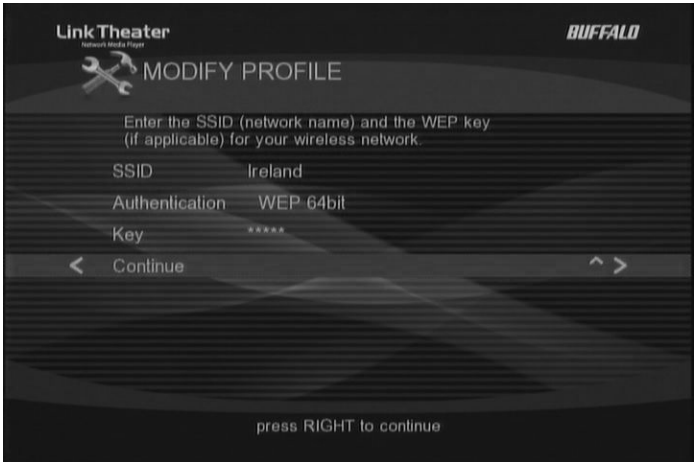 LinkTheater
Network Media Player
BUFFALO
MODIFY PROFILE
Enter the SSID (network name) and the WEP key
(if applicable) for your wireless network.
SSID Ireland
Authentication WEP 64bit
Key *****
< Continue ^ >
press RIGHT to continue